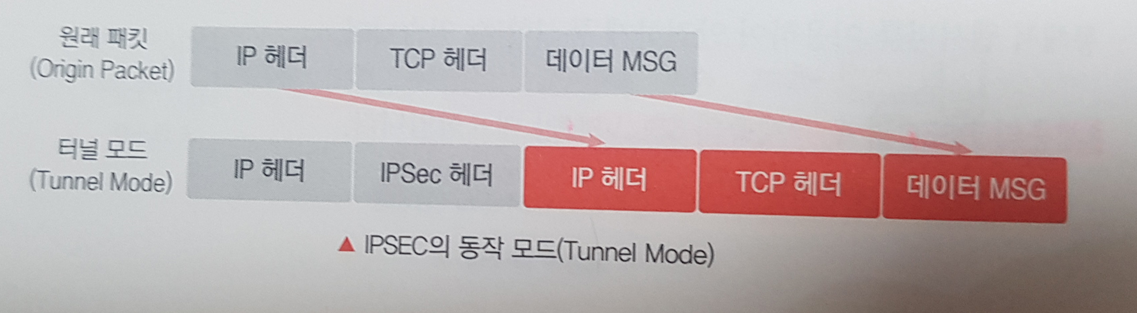 원래 패킷
(Origin Packet)
IP 헤더
TCP 헤더
데이터 MSG
터널 모드
(Tunnel Mode)
IP 헤더
IPSec 헤더
IP 헤더
TCP 헤더
데이터 MSG
▲ IPSEC의 동작 모드(Tunnel Mode)